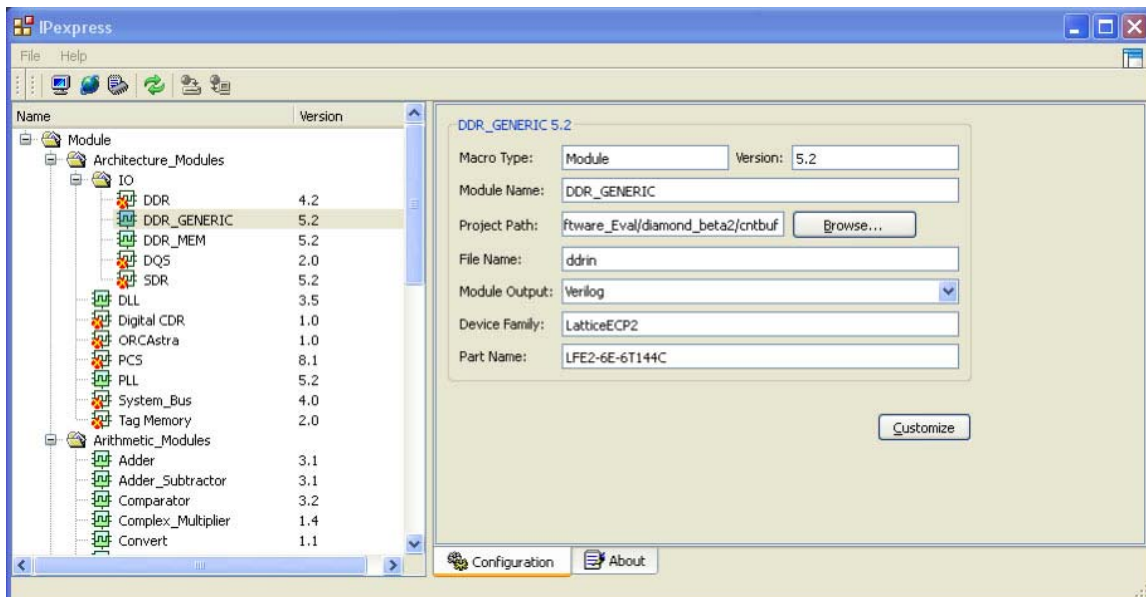 IPexpress
File Help
Name Version
Module
Architecture_Modules
IO
DDR 4.2
DDR_GENERIC 5.2
DDR_MEM 5.2
DQS 2.0
SDR 5.2
DLL 3.5
Digital CDR 1.0
ORCAstra 1.0
PCS 8.1
PLL 5.2
System_Bus 4.0
Tag Memory 2.0
Arithmetic_Modules
Adder 3.1
Adder_Subtractor 3.1
Comparator 3.2
Complex_Multiplier 1.4
Convert 1.1
DDR_GENERIC 5.2
Macro Type: Module Version: 5.2
Module Name: DDR_GENERIC
Project Path: ftware_Eval/diamond_beta2/cntbuf Browse...
File Name: ddrin
Module Output: Verilog
Device Family: LatticeECP2
Part Name: LFE2-6E-6T144C
Customize
Configuration About